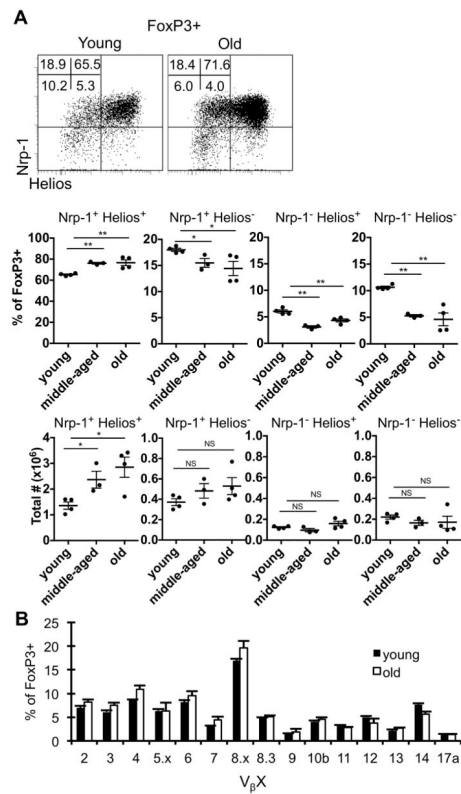 A
FoxP3+
Young Old
18.9 65.5 18.4 71.6
10.2 5.3 6.0 4.0
Nrp-1
Helios
Nrp-1+ Helios+ Nrp-1+ Helios- Nrp-1- Helios+ Nrp-1- Helios-
% of FoxP3+
100 80 60 40 20 0
** **
young middle-aged old
20 15 10 5 0
* *
young middle-aged old
15 10 5 0
** **
young middle-aged old
15 10 5 0
** **
young middle-aged old
Nrp-1+ Helios+ Nrp-1+ Helios- Nrp-1- Helios+ Nrp-1- Helios-
Total # (x10⁶)
4 3 2 1 0
* *
young middle-aged old
1.0 0.8 0.6 0.4 0.2 0.0
NS NS
young middle-aged old
1.0 0.8 0.6 0.4 0.2 0.0
NS NS
young middle-aged old
1.0 0.8 0.6 0.4 0.2 0.0
NS NS
young middle-aged old
B
% of FoxP3+
25
20
15
10
5
0
young
old
2 3 4 5.x 6 7 8.x 8.3 9 10b 11 12 13 14 17a
VβX